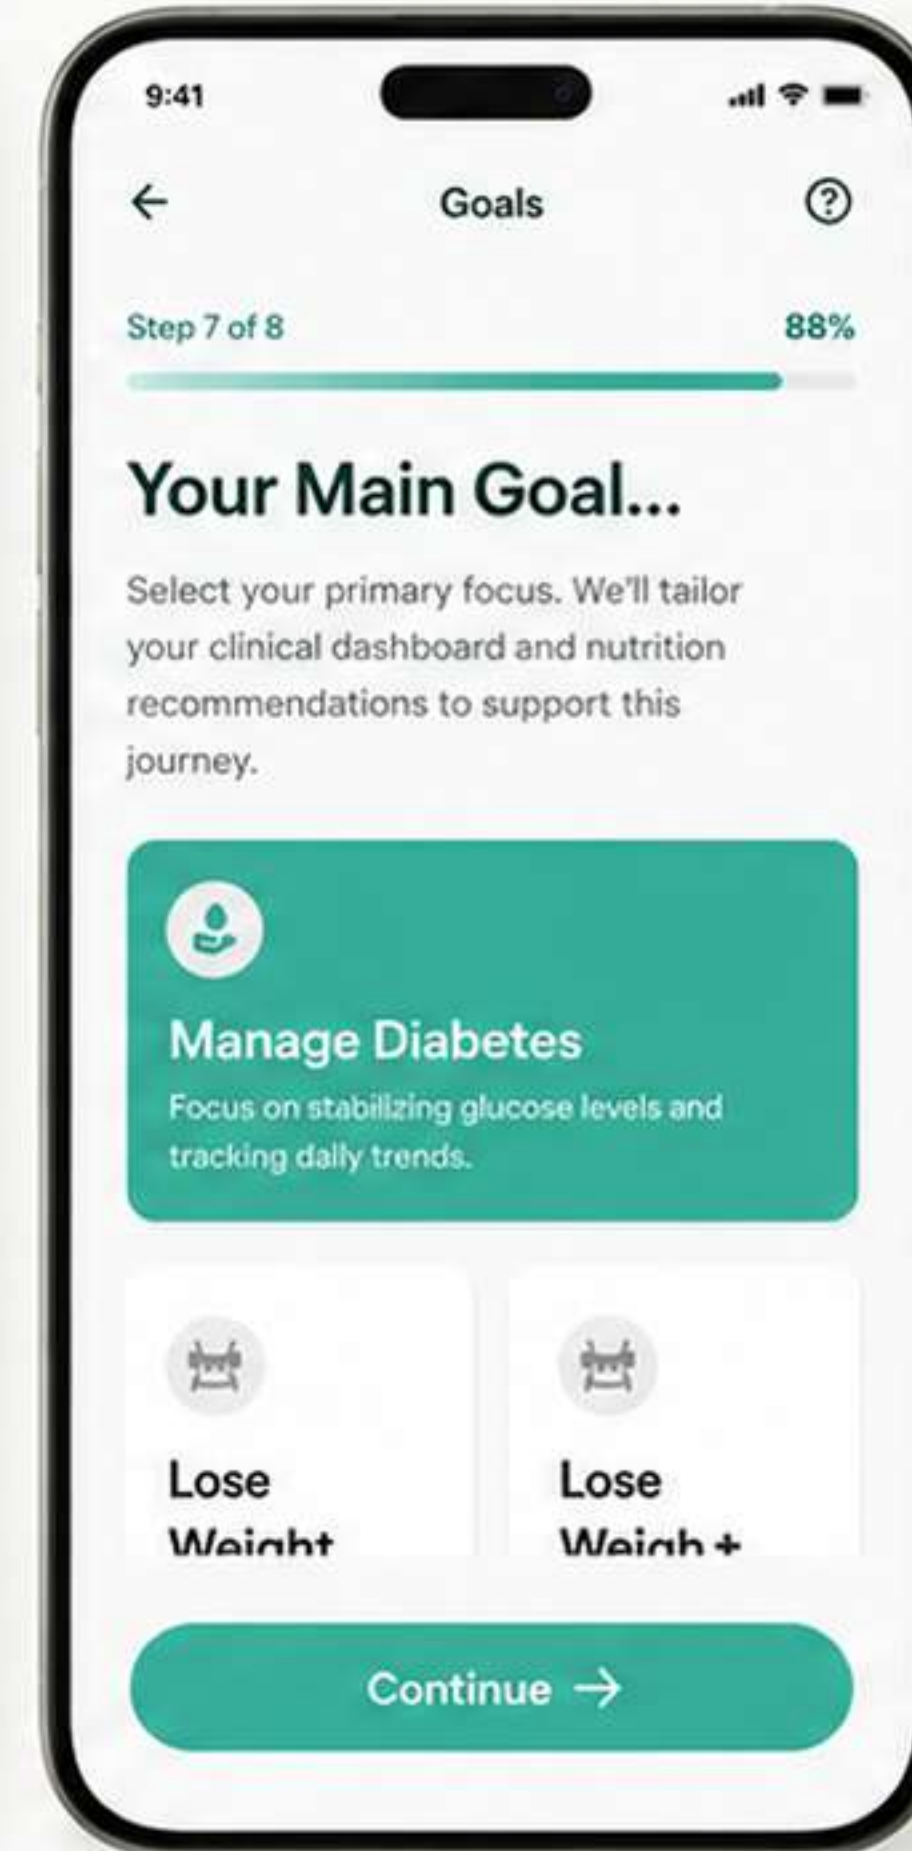 9:41
Goals
Step 7 of 8
88%
Your Main Goal...
Select your primary focus. We'll tailor
your clinical dashboard and nutrition
recommendations to support this
journey.
Manage Diabetes
Focus on stabilizing glucose levels and
tracking daily trends.
Lose
Weight
Lose
Weigh+
Continue →